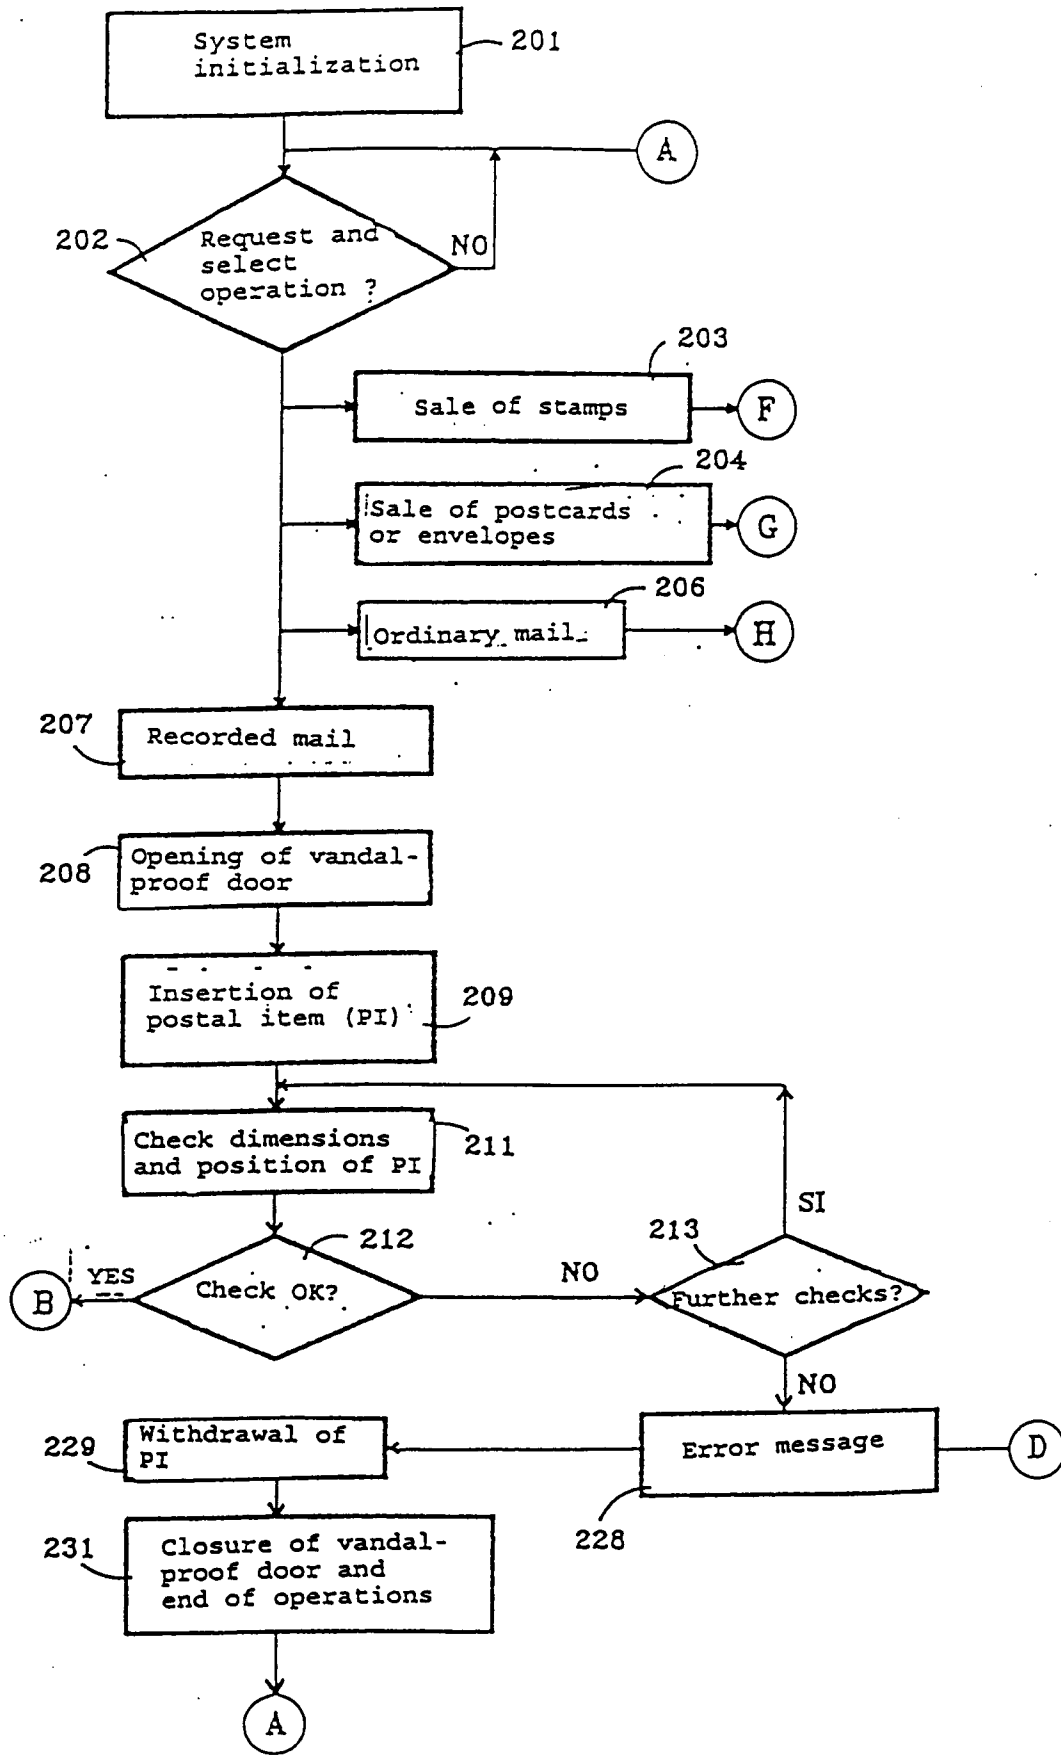 System
initialization
201
A
202
Request and
select
operation ?
NO
203
Sale of stamps
F
204
Sale of postcards
or envelopes
G
206
Ordinary mail
H
207
Recorded mail
208
Opening of vandal-
proof door
Insertion of
postal item (PI)
209
Check dimensions
and position of PI
211
SI
212
213
B
YES
Check OK?
NO
Further checks?
NO
229
Withdrawal of
PI
Error message
D
228
231
Closure of vandal-
proof door and
end of operations
A